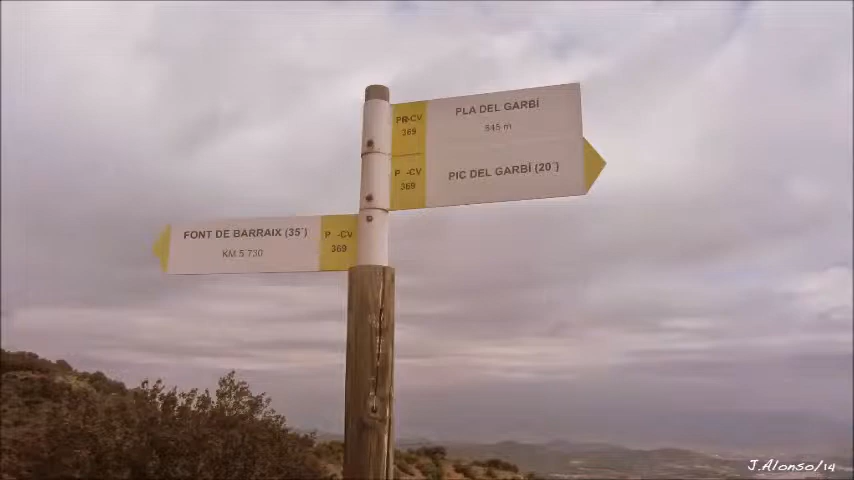 PR-CV
369
PLA DEL GARBÍ
545 m
P -CV
369
PIC DEL GARBÍ (20´)
FONT DE BARRAIX (35´)
KM 5 730
P -CV
369
J.Alonso/14